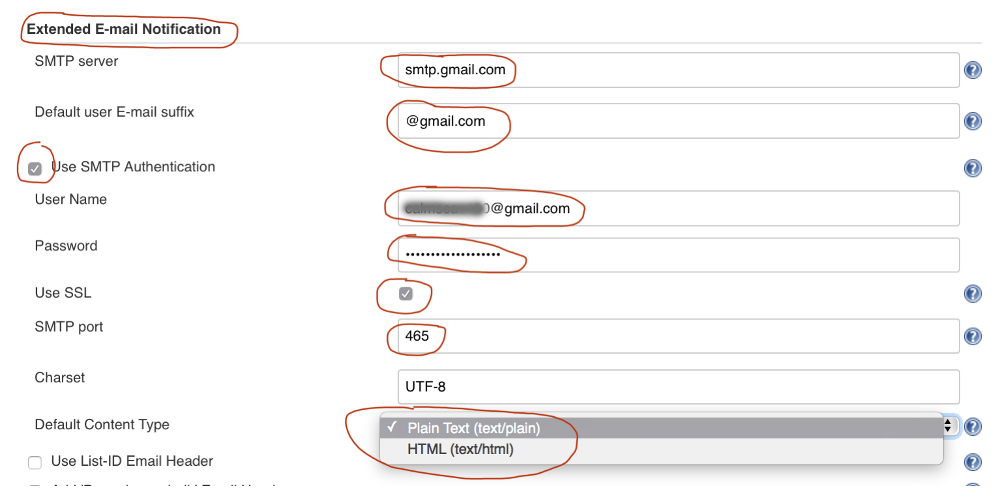 Extended E-mail Notification
SMTP server
smtp.gmail.com
Default user E-mail suffix
@gmail.com
Use SMTP Authentication
User Name
@gmail.com
Password
Use SSL
SMTP port
465
Charset
UTF-8
Default Content Type
Plain Text (text/plain)
HTML (text/html)
Use List-ID Email Header